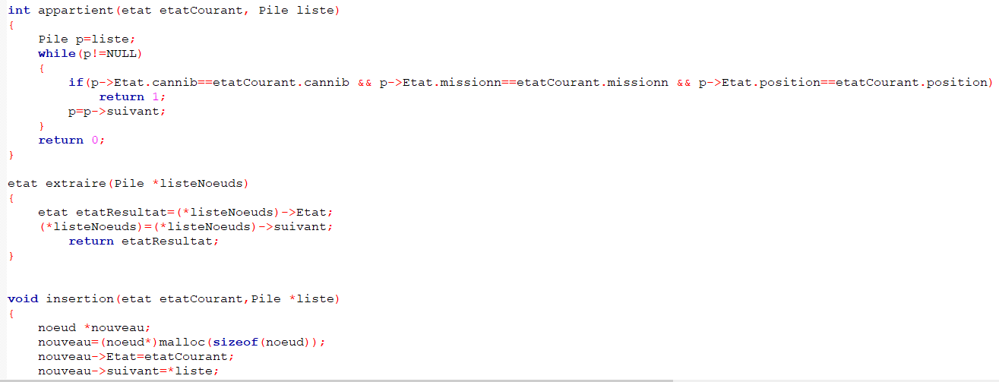 int appartient(etat etatCourant, Pile liste)
{
    Pile p=liste;
    while(p!=NULL)
    {
        if(p->Etat.cannib==etatCourant.cannib && p->Etat.missionn==etatCourant.missionn && p->Etat.position==etatCourant.position)
            return 1;
        p=p->suivant;
    }
    return 0;
}

etat extraire(Pile *listeNoeuds)
{
    etat etatResultat=(*listeNoeuds)->Etat;
    (*listeNoeuds)=(*listeNoeuds)->suivant;
        return etatResultat;
}

void insertion(etat etatCourant,Pile *liste)
{
    noeud *nouveau;
    nouveau=(noeud*)malloc(sizeof(noeud));
    nouveau->Etat=etatCourant;
    nouveau->suivant=*liste;